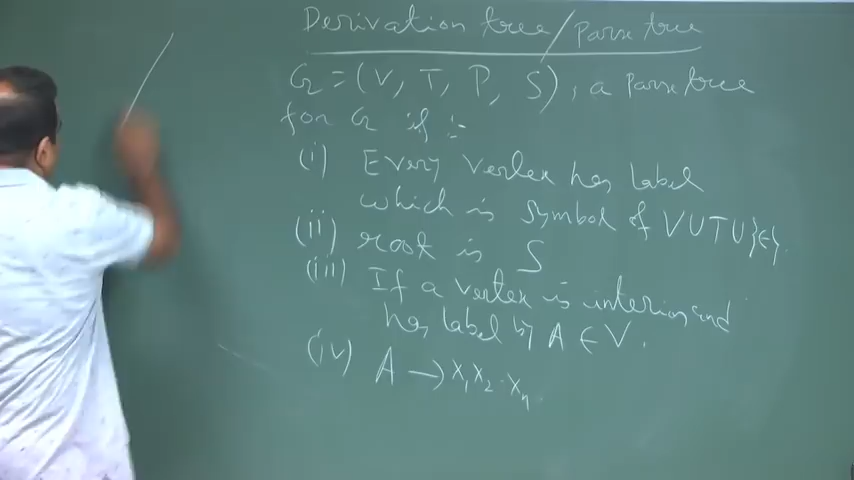 Derivation tree/Parse tree
G = (V, T, P, S), a parse tree
for G if :-
(i) Every vertex has label
which is symbol of V∪T∪{ϵ}.
(ii) root is S
(iii) If a vertex is interior and
has label by A ∈ V.
(iv) A → X₁X₂..Xₙ.